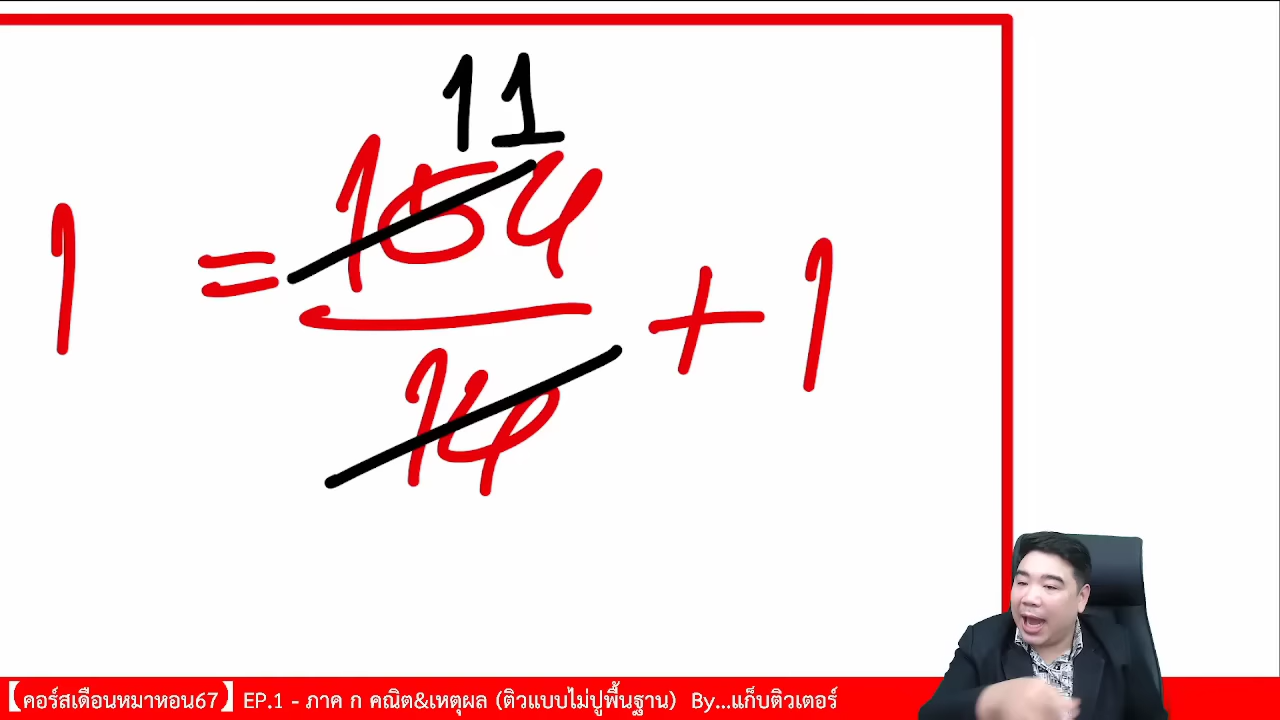 11
1 = 154/14 + 1
【คอร์สเดือนหมาหอน67】 EP.1 - ภาค ก คณิต&เหตุผล (ติวแบบไม่ปูพื้นฐาน) By...แก็บติวเตอร์